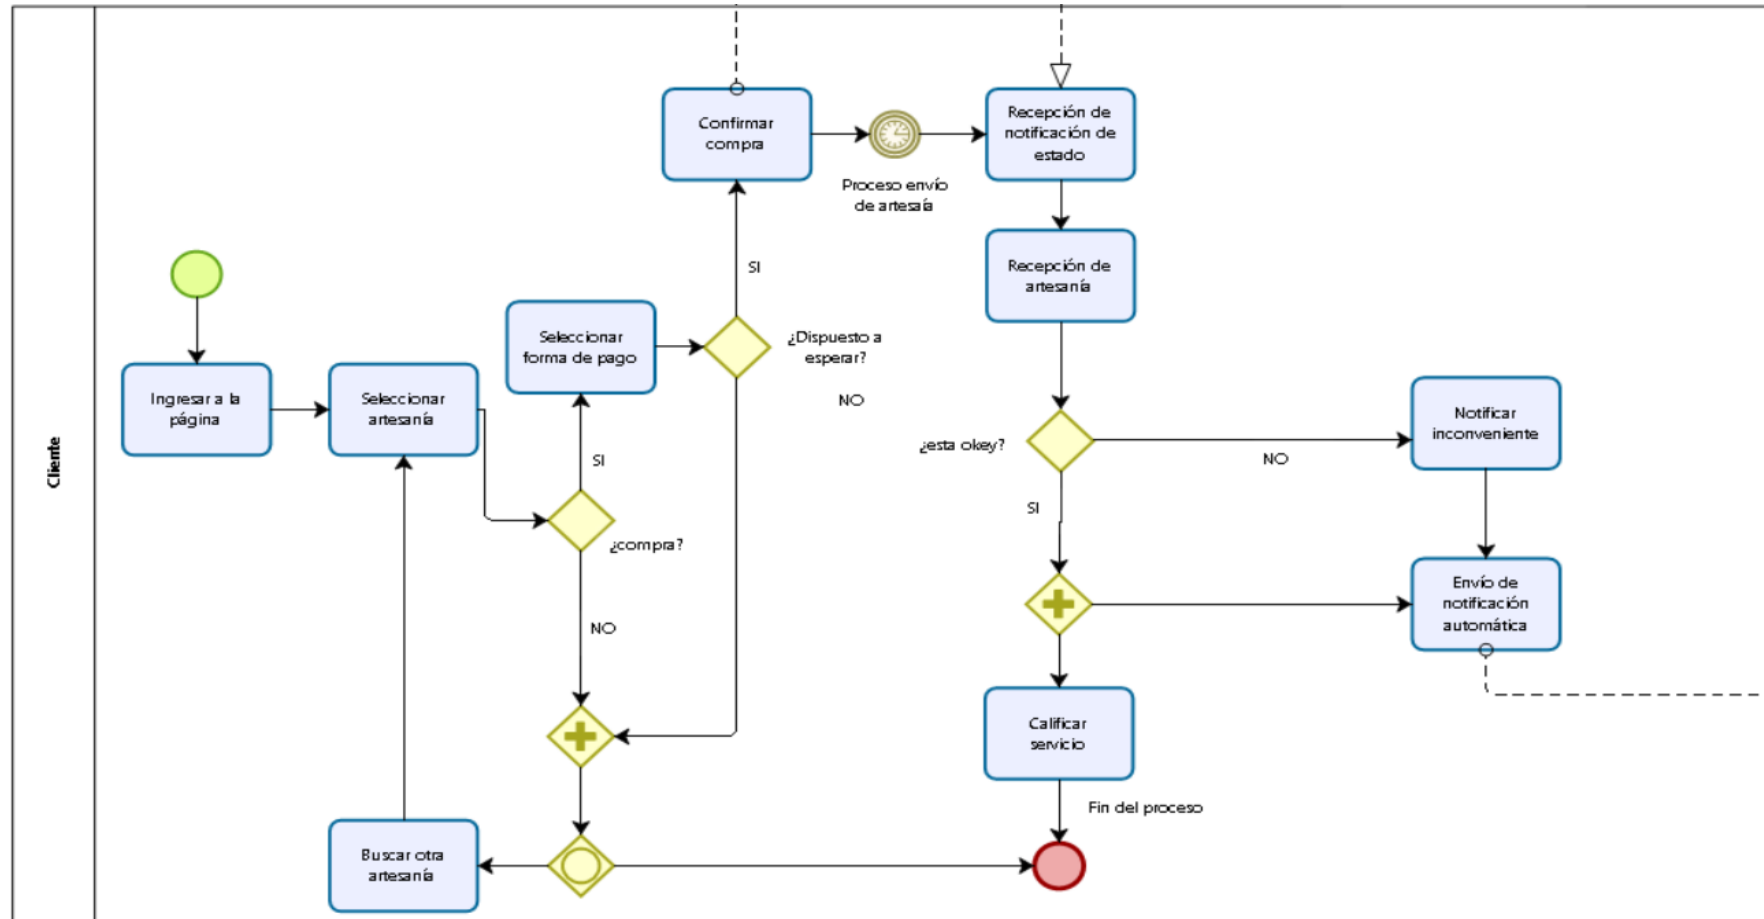 Cliente
Ingresar a la
página
Seleccionar
artesanía
¿compra?
SI
NO
Seleccionar
forma de pago
¿Dispuesto a
esperar?
SI
NO
Confirmar
compra
Proceso envío
de artesaía
Recepción de
notificación de
estado
Recepción de
artesanía
¿esta okey?
NO
SI
Notificar
inconveniente
Envío de
notificación
automática
Calificar
servicio
Fin del proceso
Buscar otra
artesanía